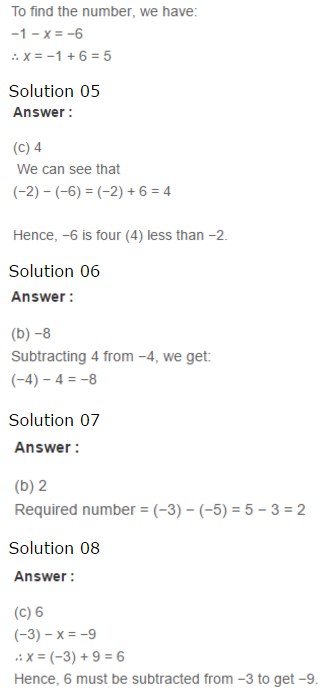 To find the number, we have:
−1 − x = −6
∴ x = −1 + 6 = 5
Solution 05
Answer :
(c) 4
We can see that
(−2) − (−6) = (−2) + 6 = 4
Hence, −6 is four (4) less than −2.
Solution 06
Answer :
(b) −8
Subtracting 4 from −4, we get:
(−4) − 4 = −8
Solution 07
Answer :
(b) 2
Required number = (−3) − (−5) = 5 − 3 = 2
Solution 08
Answer :
(c) 6
(−3) − x = −9
∴ x = (−3) + 9 = 6
Hence, 6 must be subtracted from −3 to get −9.